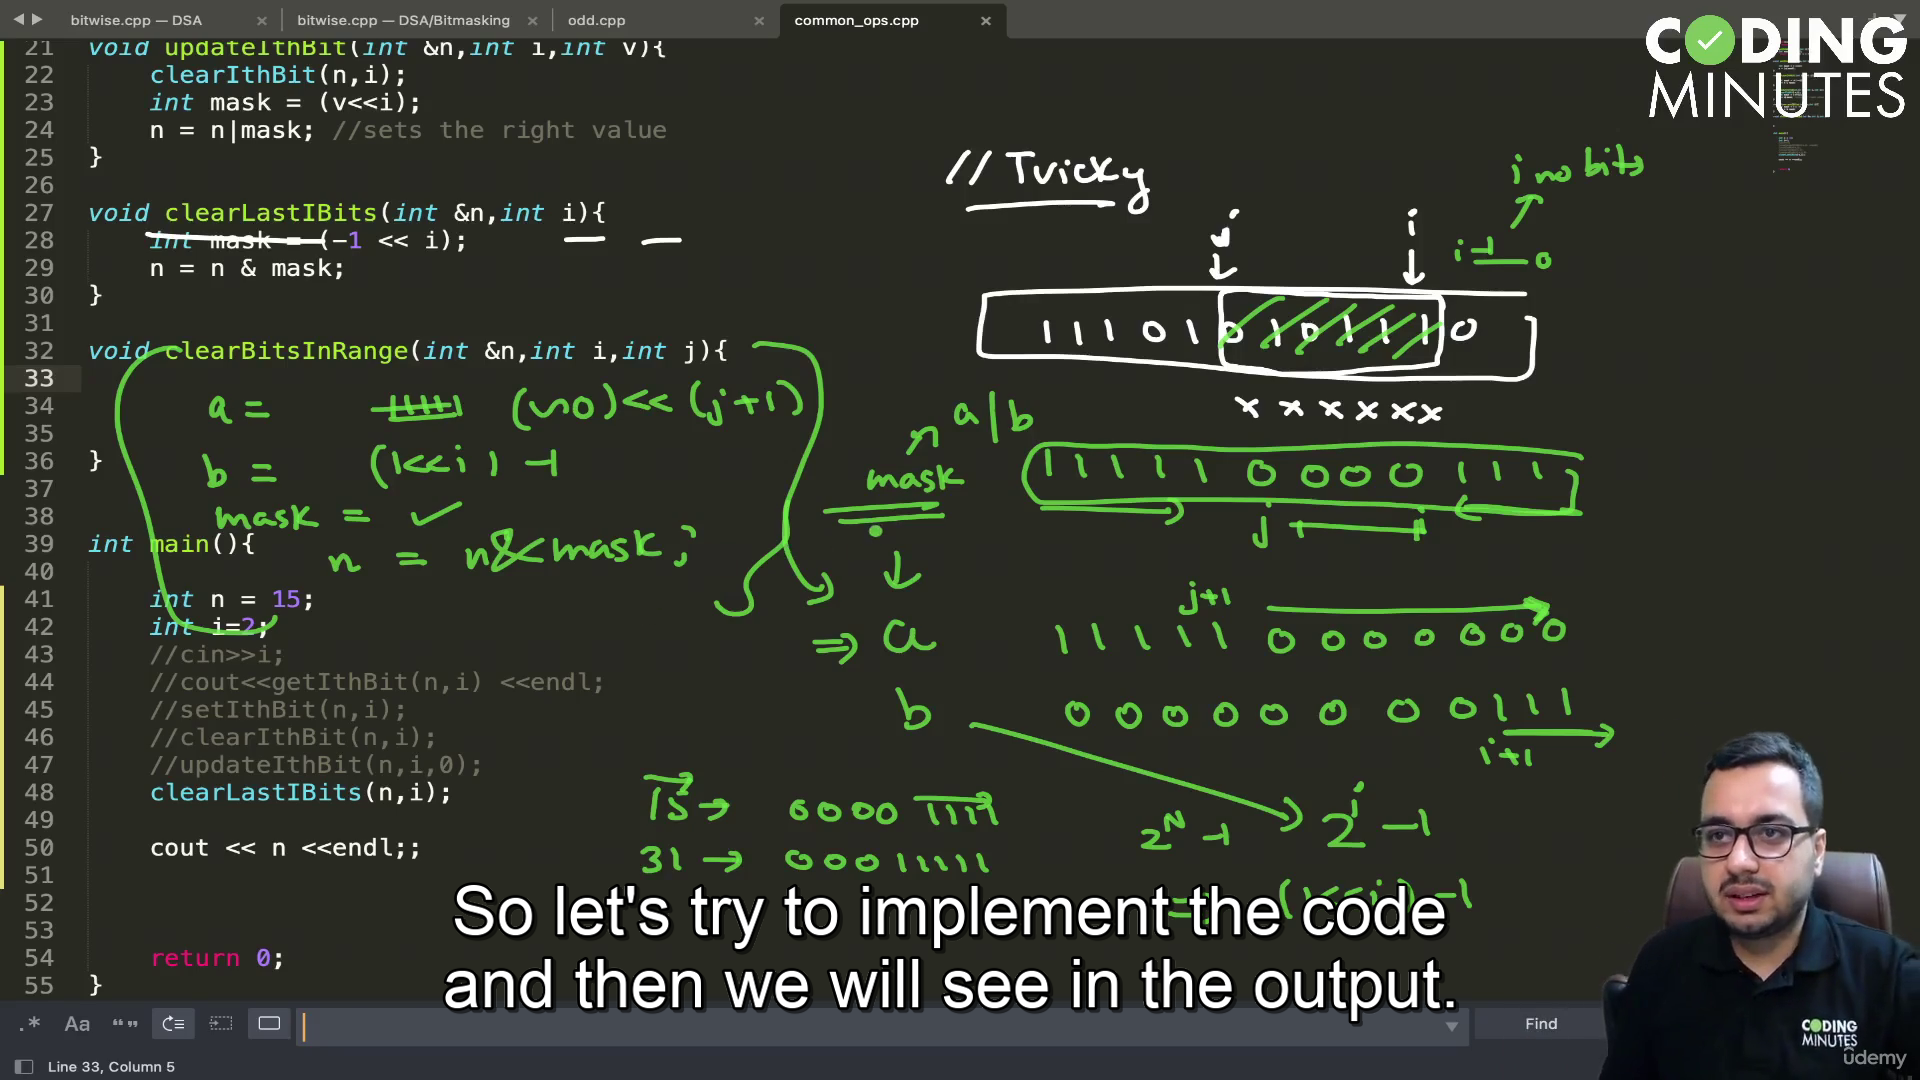 bitwise.cpp — DSA
bitwise.cpp — DSA/Bitmasking
odd.cpp
common_ops.cpp
CODING
MINUTES
21 void updateIthBit(int &n,int i,int v){
22 clearIthBit(n,i);
23 int mask = (v<<i);
24 n = n|mask; //sets the right value
25 }
26
27 void clearLastIBits(int &n,int i){
28 int mask = (-1 << i);
29 n = n & mask;
30 }
31
32 void clearBitsInRange(int &n,int i,int j){
33
34
35
36 }
37
38
39 int main(){
40
41 int n = 15;
42 int i=2;
43 //cin>>i;
44 //cout<<getIthBit(n,i) <<endl;
45 //setIthBit(n,i);
46 //clearIthBit(n,i);
47 //updateIthBit(n,i,0);
48 clearLastIBits(n,i);
49
50 cout << n <<endl;;
51
52
53
54 return 0;
55 }
a = (~0) << (j+1)
b = (1<<i) -1
mask = ✓
n = n&mask;
// Tricky
i no bits
i
i-1 0
1 1 1 0 1 0 1 0 1 1 1 0
x x x x x x
a|b
mask
1 1 1 1 1 0 0 0 0 1 1 1
j i
j+1
⇒ a 1 1 1 1 1 0 0 0 0 0 0 0
b 0 0 0 0 0 0 0 0 1 1 1
i+1
15 → 0000 1111
31 → 00011111
2^N -1
2^i -1
(1<<i) -1
So let's try to implement the code
and then we will see in the output.
.* Aa “”
Find
Line 33, Column 5
CODING
MINUTES
ûdemy